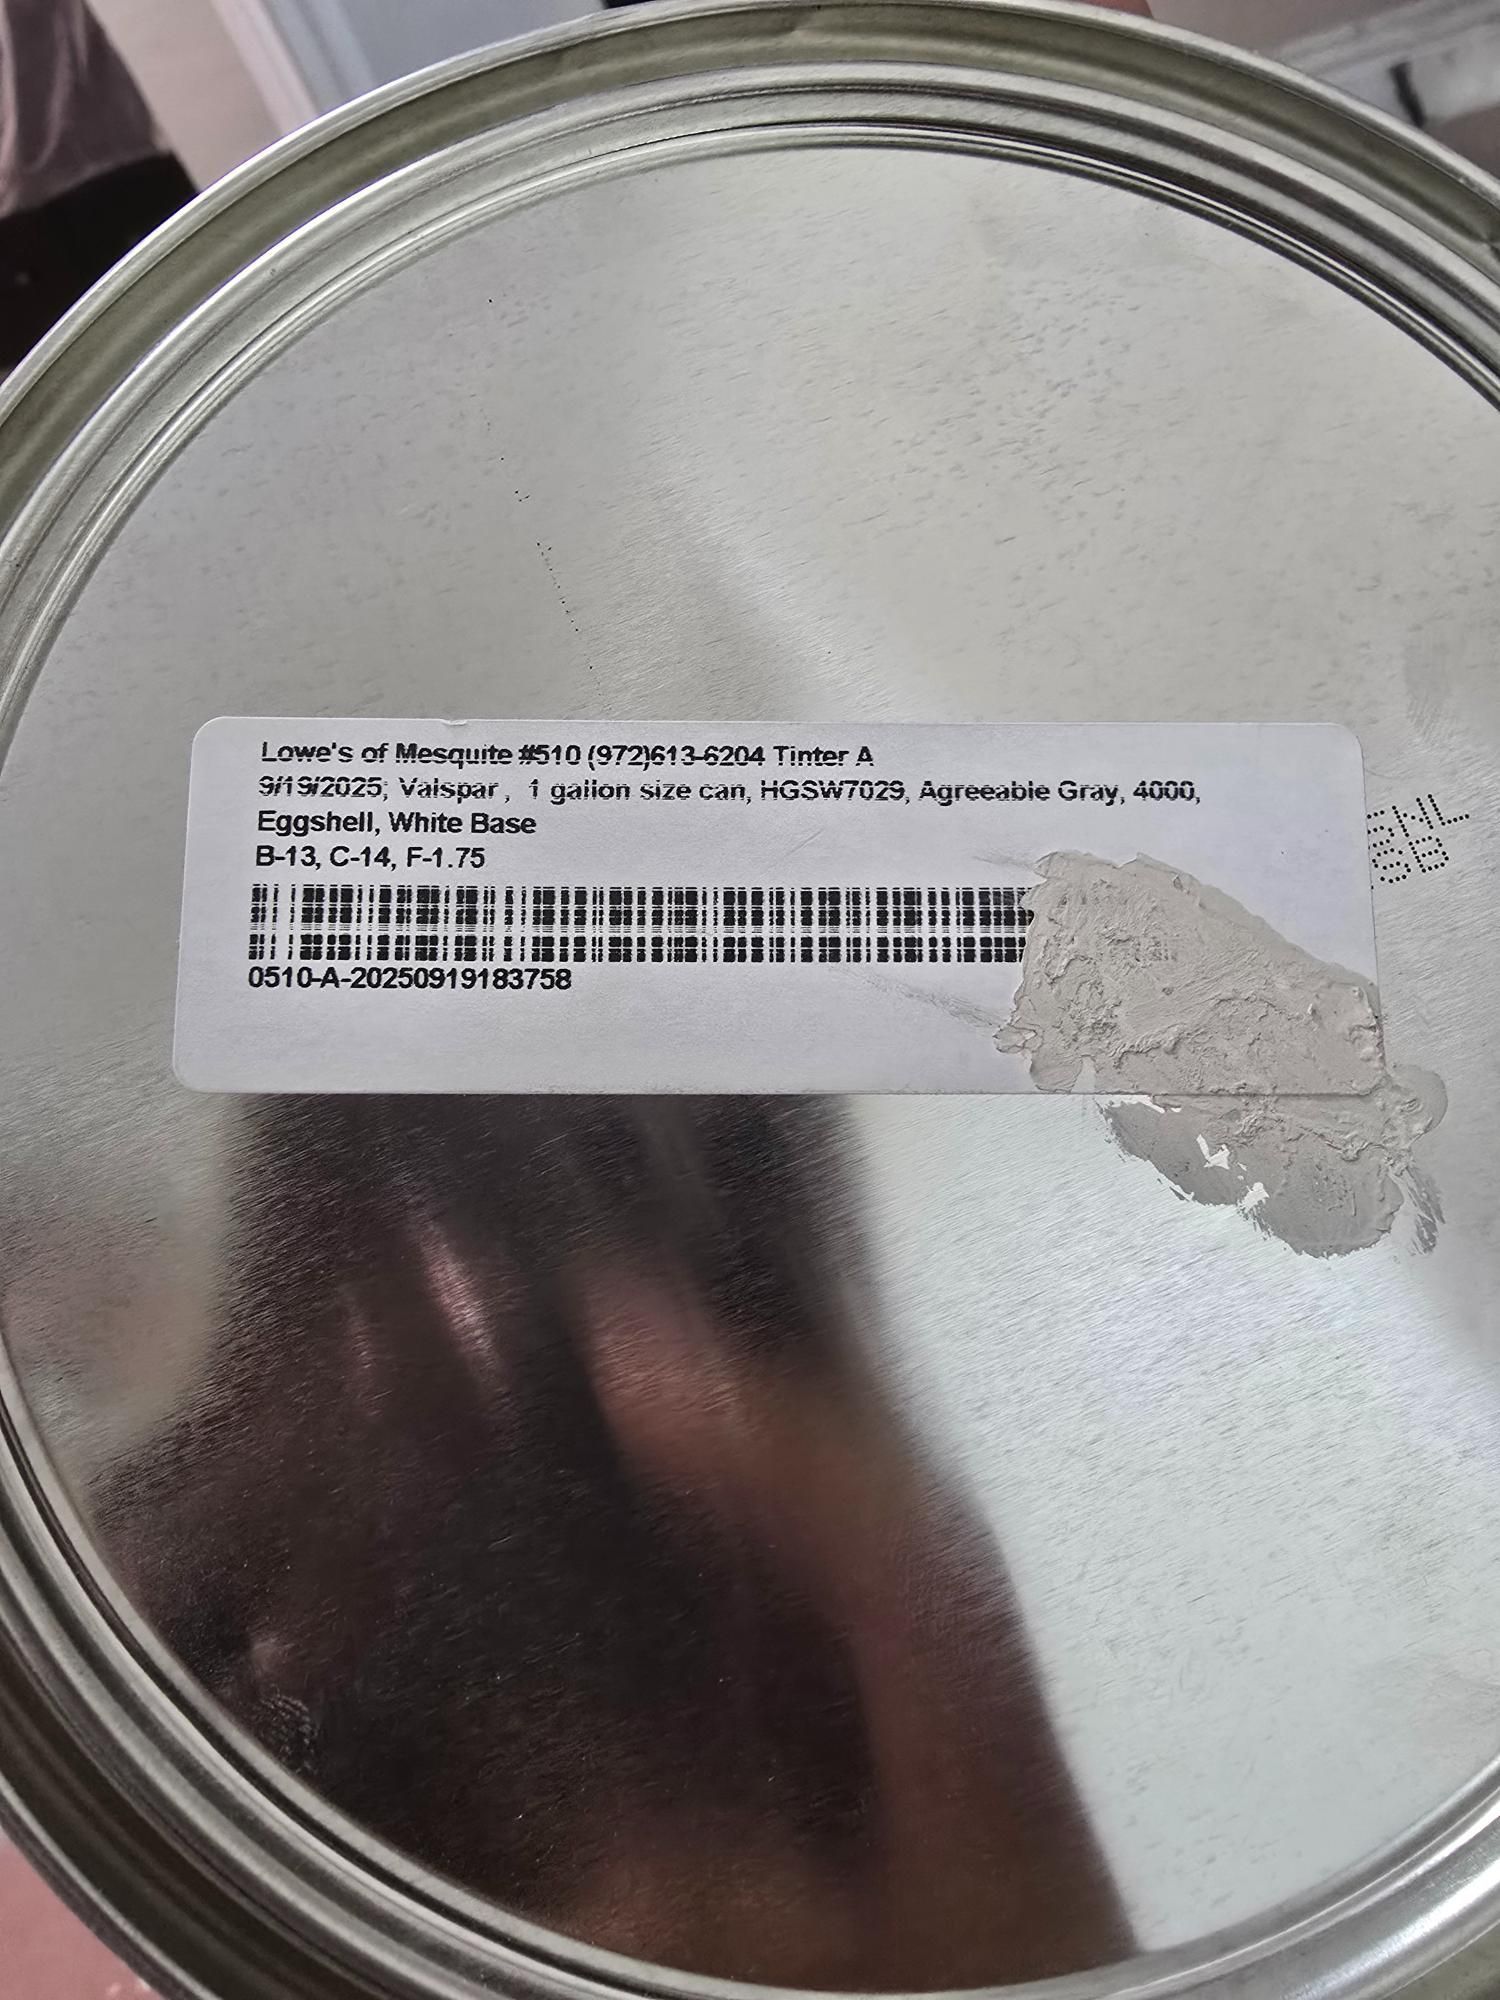 Lowe's of Mesquite #510 (972)613-6204 Tinter A
9/19/2025; Valspar , 1 gallon size can, HGSW7029, Agreeable Gray, 4000,
Eggshell, White Base
B-13, C-14, F-1.75
0510-A-20250919183758
SB